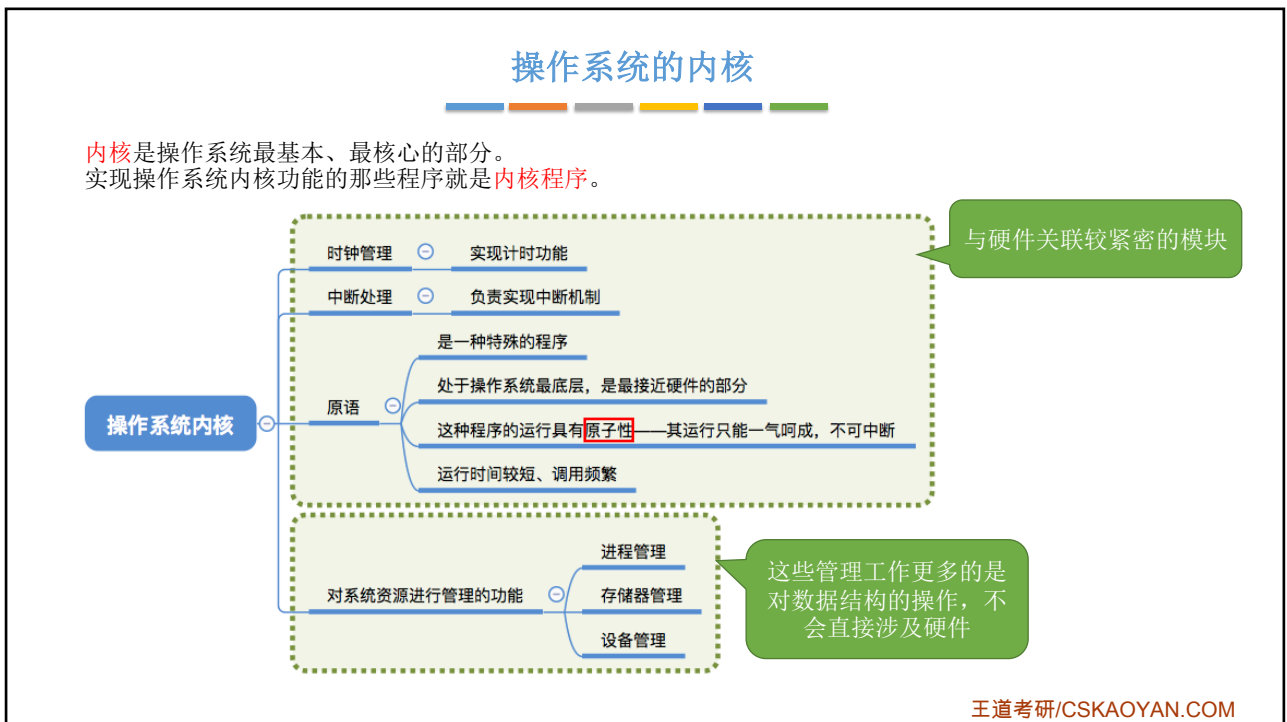 操作系统的内核
内核是操作系统最基本、最核心的部分。
实现操作系统内核功能的那些程序就是内核程序。
与硬件关联较紧密的模块
时钟管理
实现计时功能
中断处理
负责实现中断机制
是一种特殊的程序
处于操作系统最底层，是最接近硬件的部分
原语
这种程序的运行具有原子性——其运行只能一气呵成，不可中断
运行时间较短、调用频繁
操作系统内核
对系统资源进行管理的功能
进程管理
存储器管理
设备管理
这些管理工作更多的是
对数据结构的操作，不
会直接涉及硬件
王道考研/CSKAOYAN.COM